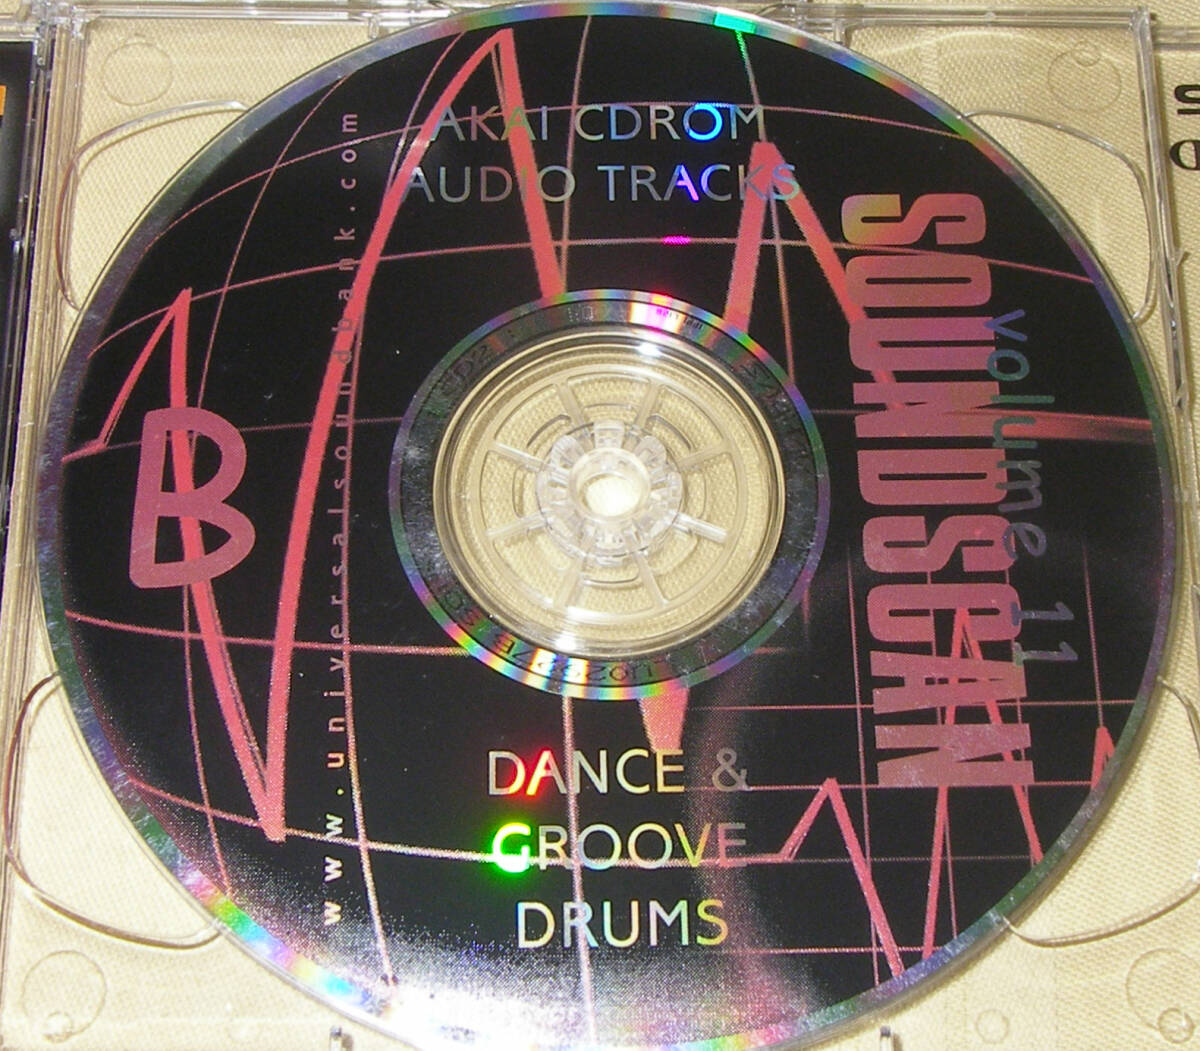 AKAI CDROM
AUDIO TRACKS
SOUNDSCAN
volume 11
www.universalsoundbank.com
B
DANCE &
GROOVE
DRUMS